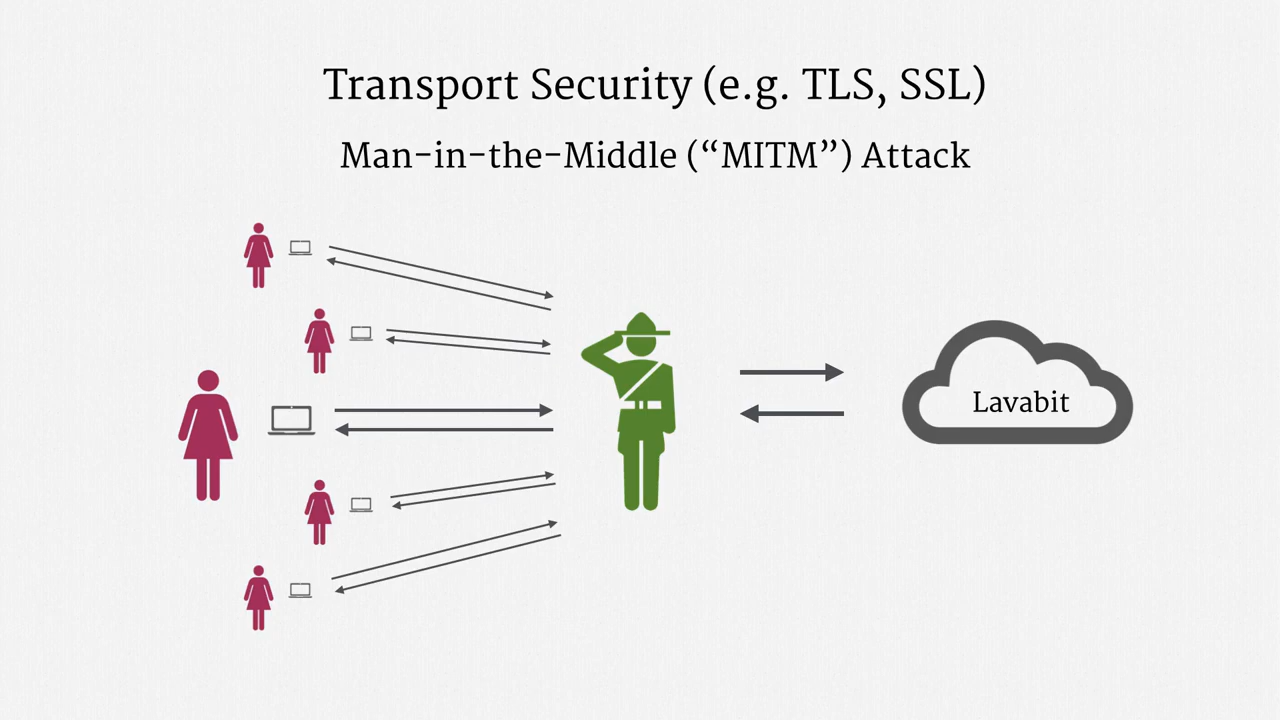 Transport Security (e.g. TLS, SSL)
Man-in-the-Middle (“MITM”) Attack
Lavabit